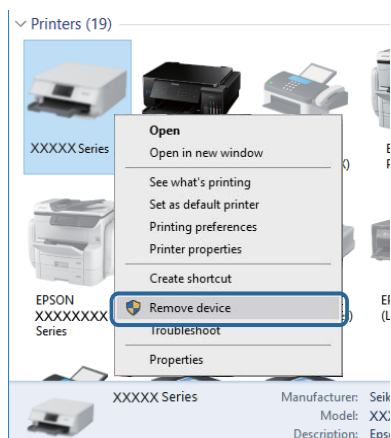 Printers (19)
XXXXX Series
Open
Open in new window
See what's printing
Set as default printer
Printing preferences
Printer properties
Create shortcut
Remove device
Troubleshoot
Properties
EPSON
XXXXXXXX
Series
XXXXX Series
Manufacturer:
Model:
Description: